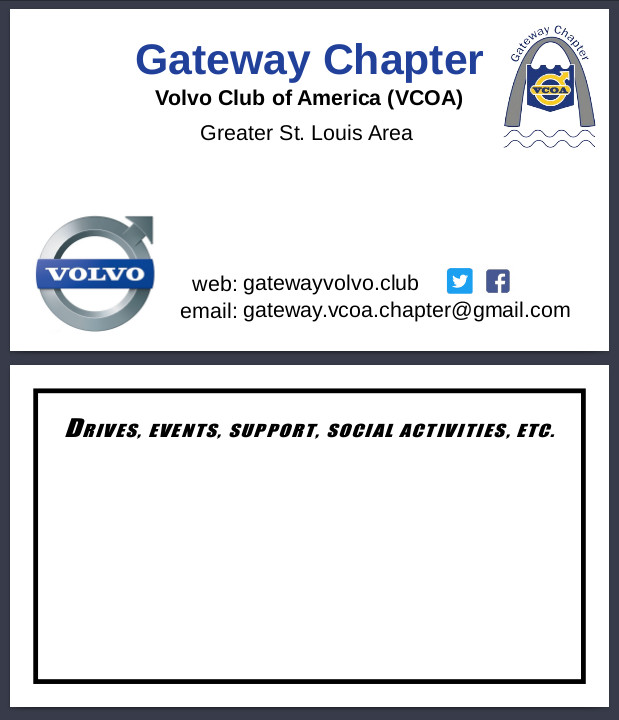 Gateway Chapter
Gateway Chapter
Volvo Club of America (VCOA)
VCOA
Greater St. Louis Area
VOLVO
web: gatewayvolvo.club
email: gateway.vcoa.chapter@gmail.com
DRIVES, EVENTS, SUPPORT, SOCIAL ACTIVITIES, ETC.